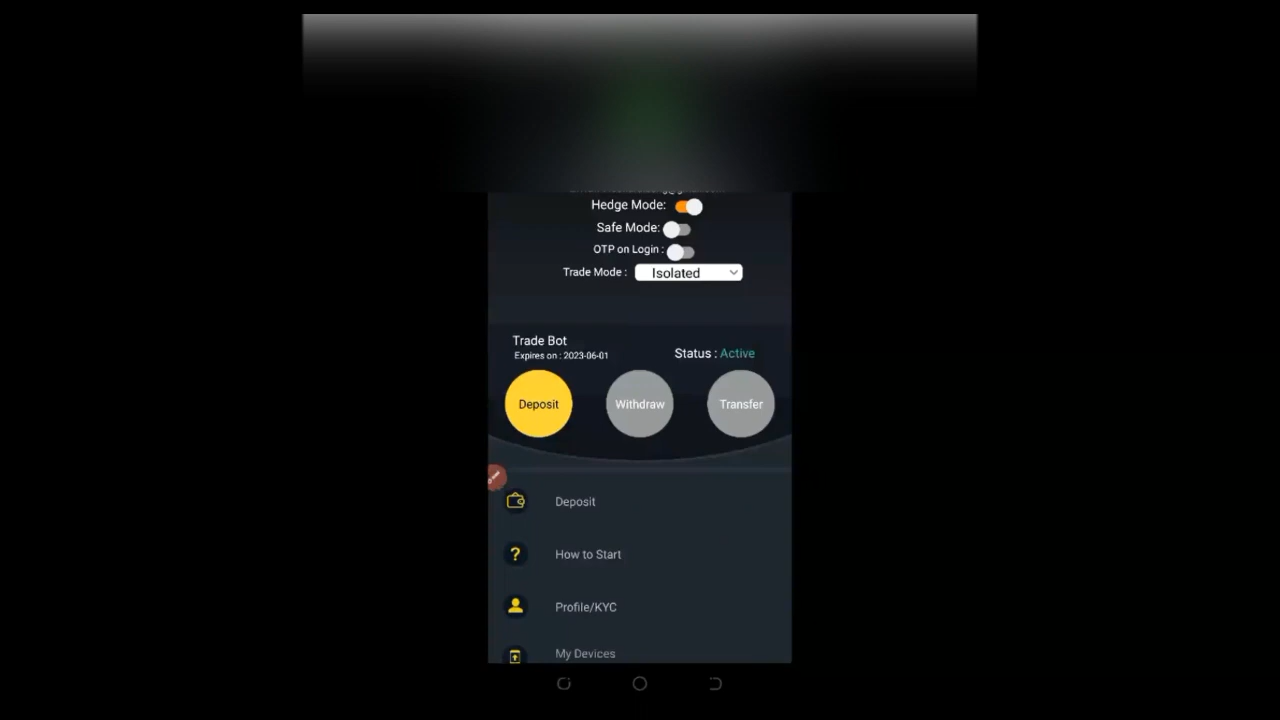 Hedge Mode:
Safe Mode:
OTP on Login :
Trade Mode : Isolated
Trade Bot
Expires on : 2023-06-01
Status : Active
Deposit
Withdraw
Transfer
Deposit
How to Start
Profile/KYC
My Devices